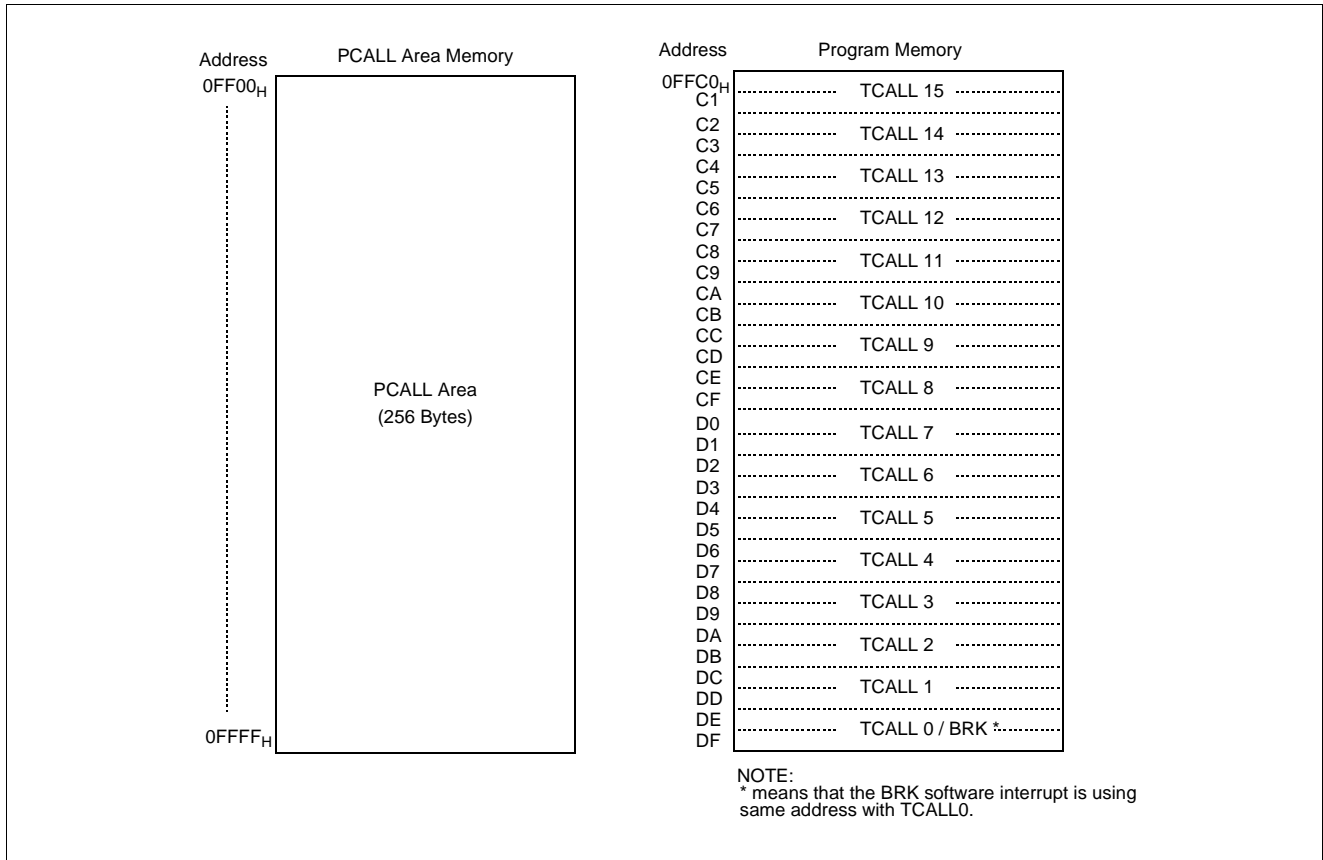 Address PCALL Area Memory
0FF00H
PCALL Area
(256 Bytes)
0FFFFH
Address Program Memory
0FFC0H
C1
TCALL 15
C2
C3
TCALL 14
C4
C5
TCALL 13
C6
C7
TCALL 12
C8
C9
TCALL 11
CA
CB
TCALL 10
CC
CD
TCALL 9
CE
CF
TCALL 8
D0
D1
TCALL 7
D2
D3
TCALL 6
D4
D5
TCALL 5
D6
D7
TCALL 4
D8
D9
TCALL 3
DA
DB
TCALL 2
DC
DD
TCALL 1
DE
DF
TCALL 0 / BRK *
NOTE:
* means that the BRK software interrupt is using
same address with TCALL0.